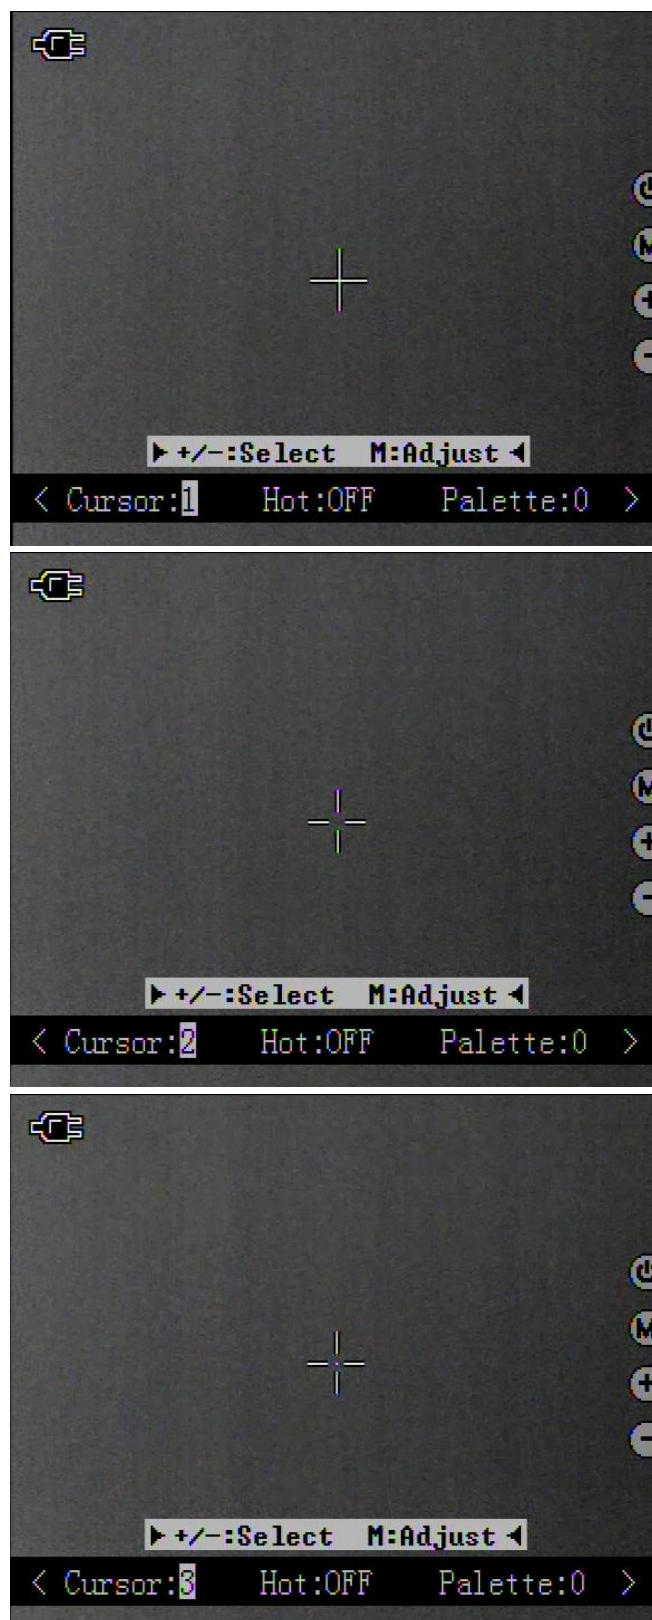 M
+
-
+/-:Select M:Adjust
< Cursor:1 Hot:OFF Palette:0 >
M
+
-
+/-:Select M:Adjust
< Cursor:2 Hot:OFF Palette:0 >
M
+
-
+/-:Select M:Adjust
< Cursor:3 Hot:OFF Palette:0 >